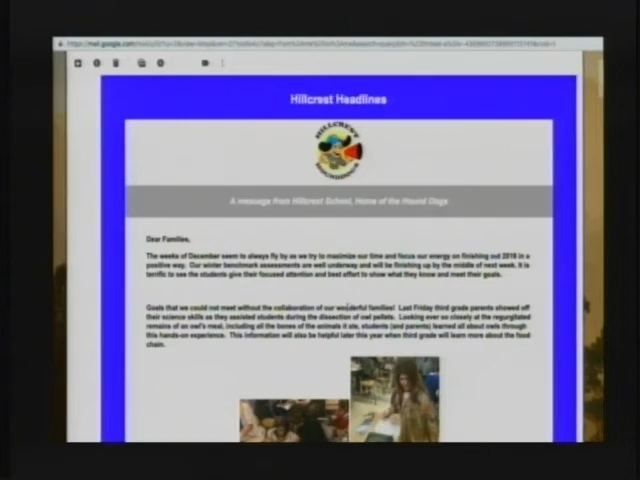 Hillcrest Headlines
HILLCREST
HOUNDDOGS
A message from Hillcrest School, Home of the Hound Dogs
Dear Families,
The weeks of December seem to always fly by as we try to maximize our time and focus our energy on finishing out 2018 in a
positive way. Our winter benchmark assessments are well underway and will be finishing up by the middle of next week. It is
terrific to see the students give their focused attention and best effort to show what they know and meet their goals.
Goals that we could not meet without the collaboration of our wonderful families! Last Friday third grade parents showed off
their science skills as they assisted students during the dissection of owl pellets. Looking ever so closely at the regurgitated
remains of an owl's meal, including all the bones of the animals it ate, students (and parents) learned all about owls through
this hands-on experience. This information will also be helpful later this year when third grade will learn more about the food
chain.